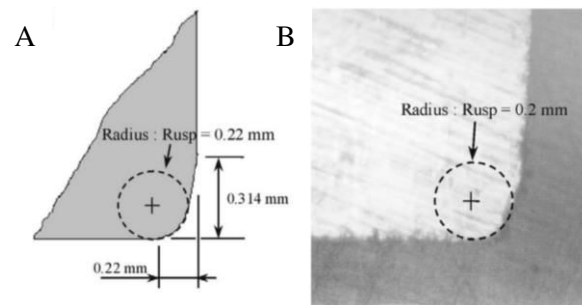 A
Radius : Rusp = 0.22 mm
0.314 mm
0.22 mm
B
Radius : Rusp = 0.2 mm